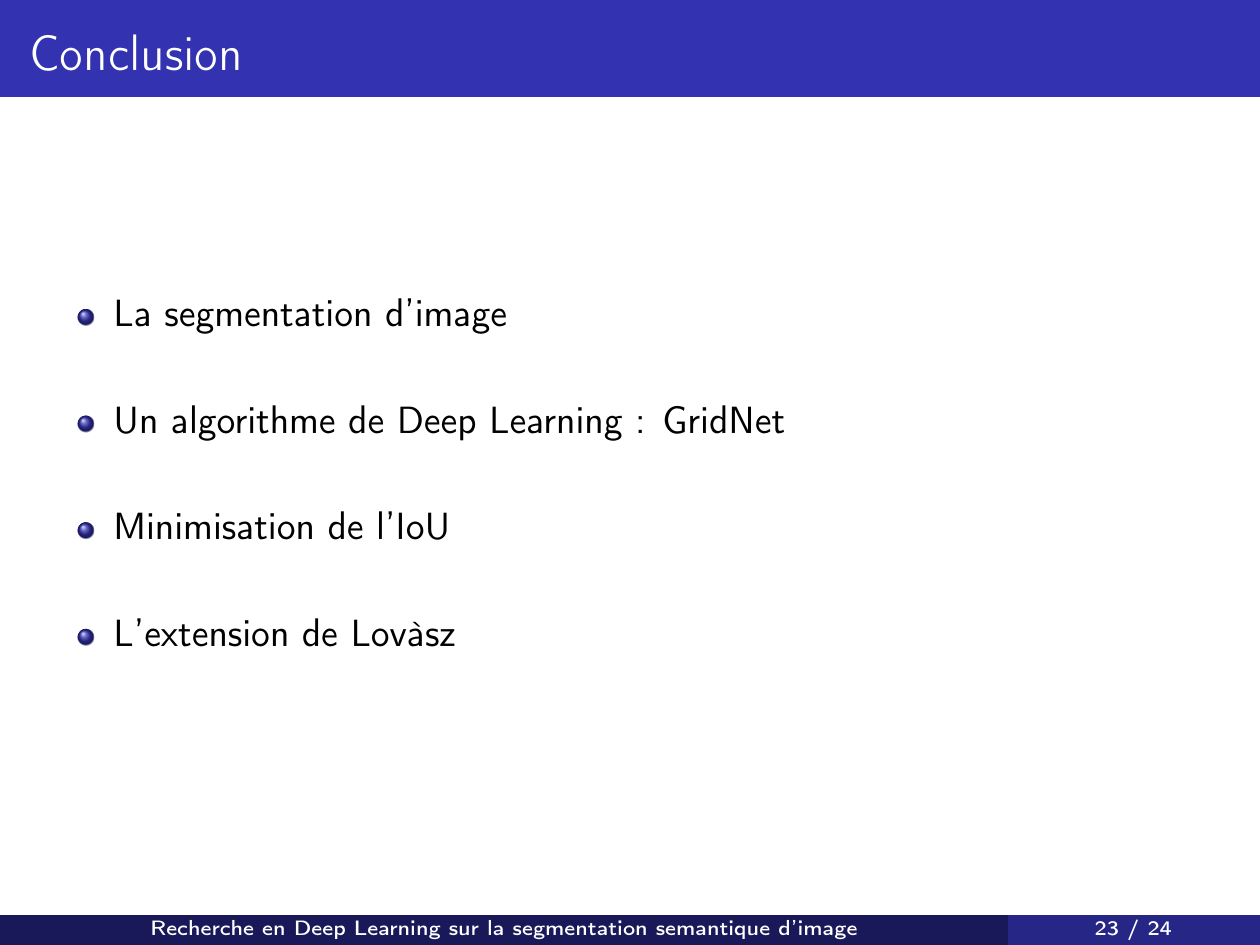 Conclusion
La segmentation d'image
Un algorithme de Deep Learning : GridNet
Minimisation de l'IoU
L'extension de Lovàsz
Recherche en Deep Learning sur la segmentation semantique d'image 23 / 24